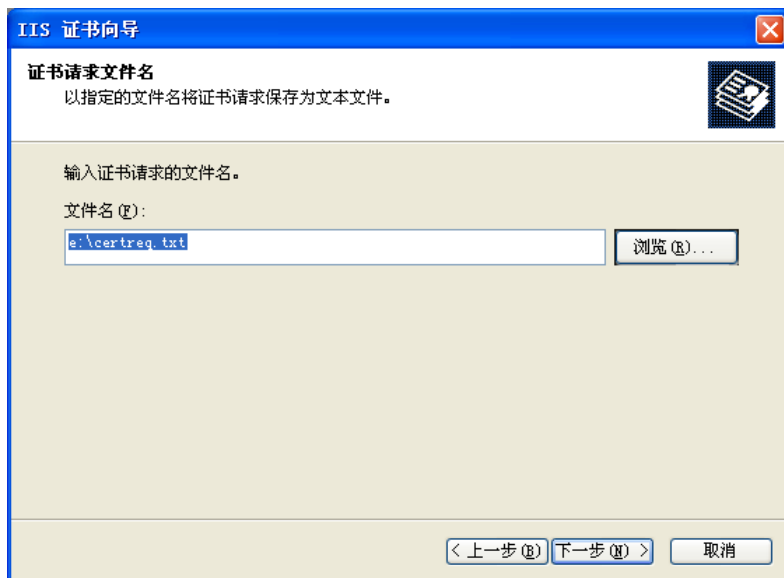 IIS 证书向导
证书请求文件名
以指定的文件名将证书请求保存为文本文件。
输入证书请求的文件名。
文件名(F):
e:\certreq.txt
浏览(R)...
< 上一步(B) 下一步(N) > 取消